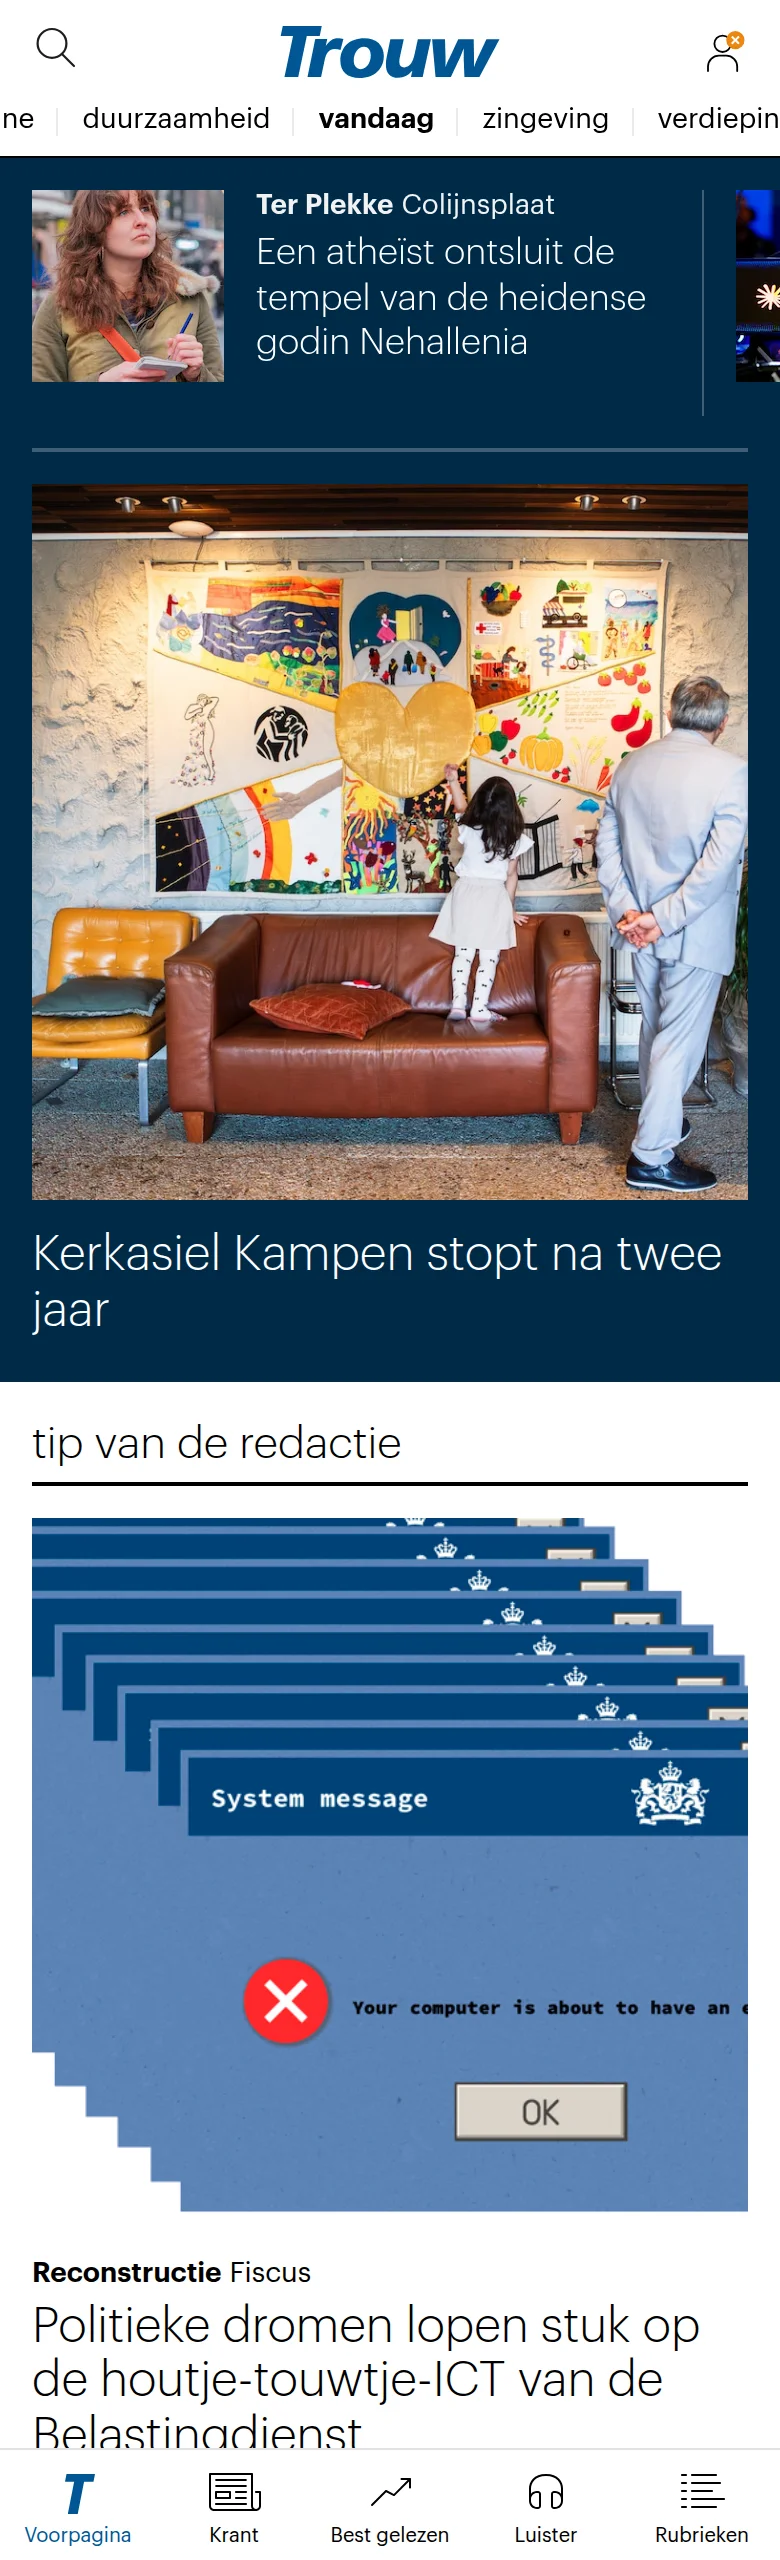 Trouw
ne
duurzaamheid
vandaag
zingeving
verdiepin
Ter Plekke Colijnsplaat
Een atheïst ontsluit de
tempel van de heidense
godin Nehallenia
Kerkasiel Kampen stopt na twee
jaar
tip van de redactie
System message
Your computer is about to have an e
OK
Reconstructie Fiscus
Politieke dromen lopen stuk op
de houtje-touwtje-ICT van de
Belastingdienst
T
Voorpagina
Krant
Best gelezen
Luister
Rubrieken